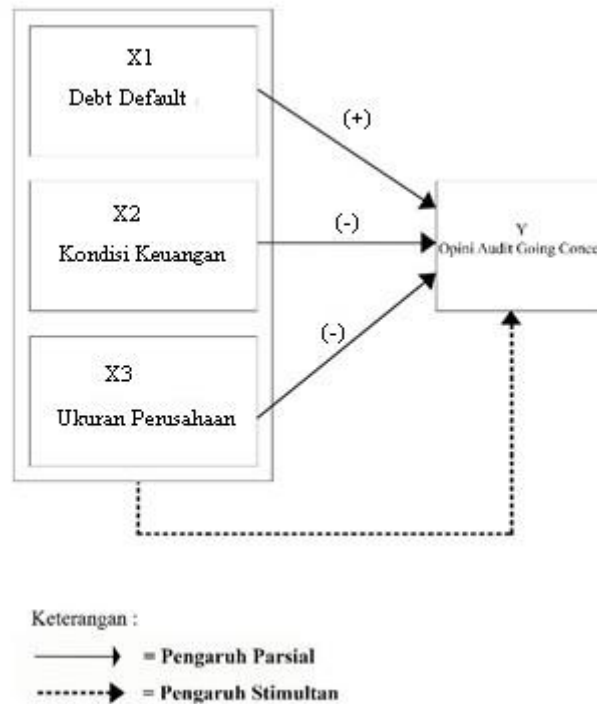 X1
Debt Default
(+)
X2
Kondisi Keuangan
(-)
Y
Opini Audit Going Conce
X3
Ukuran Perusahaan
(-)
Keterangan :
= Pengaruh Parsial
= Pengaruh Stimultan